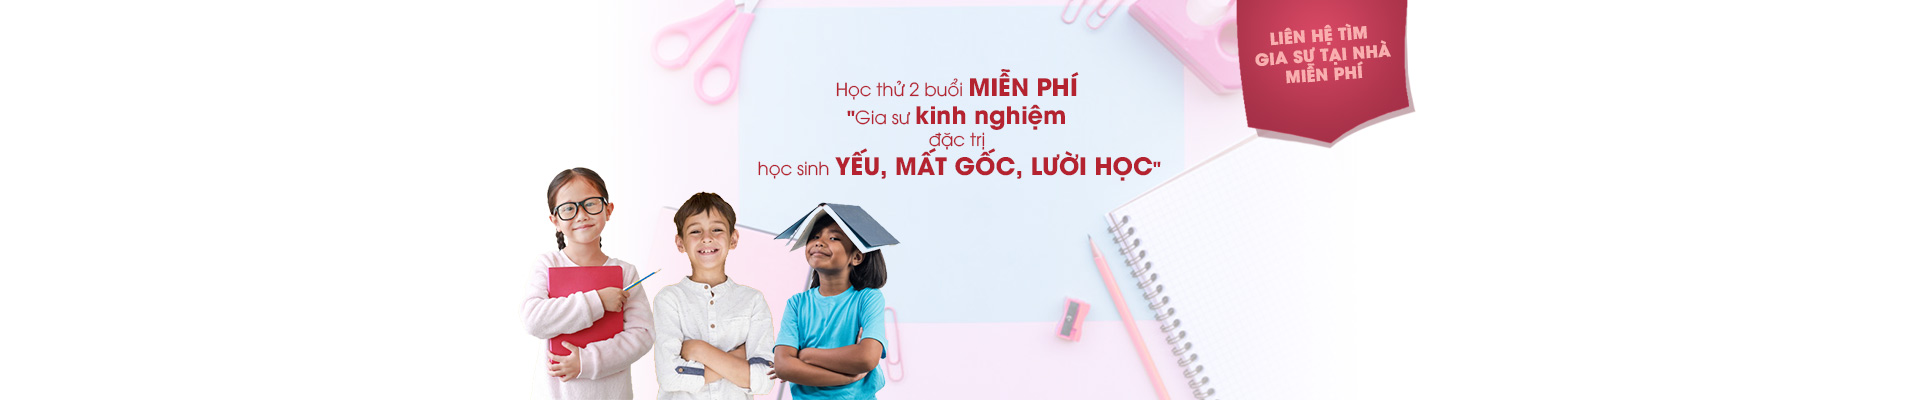 Học thử 2 buổi MIỄN PHÍ
"Gia sư kinh nghiệm
đặc trị
học sinh YẾU, MẤT GỐC, LƯỜI HỌC"
LIÊN HỆ TÌM
GIA SƯ TẠI NHÀ
MIỄN PHÍ